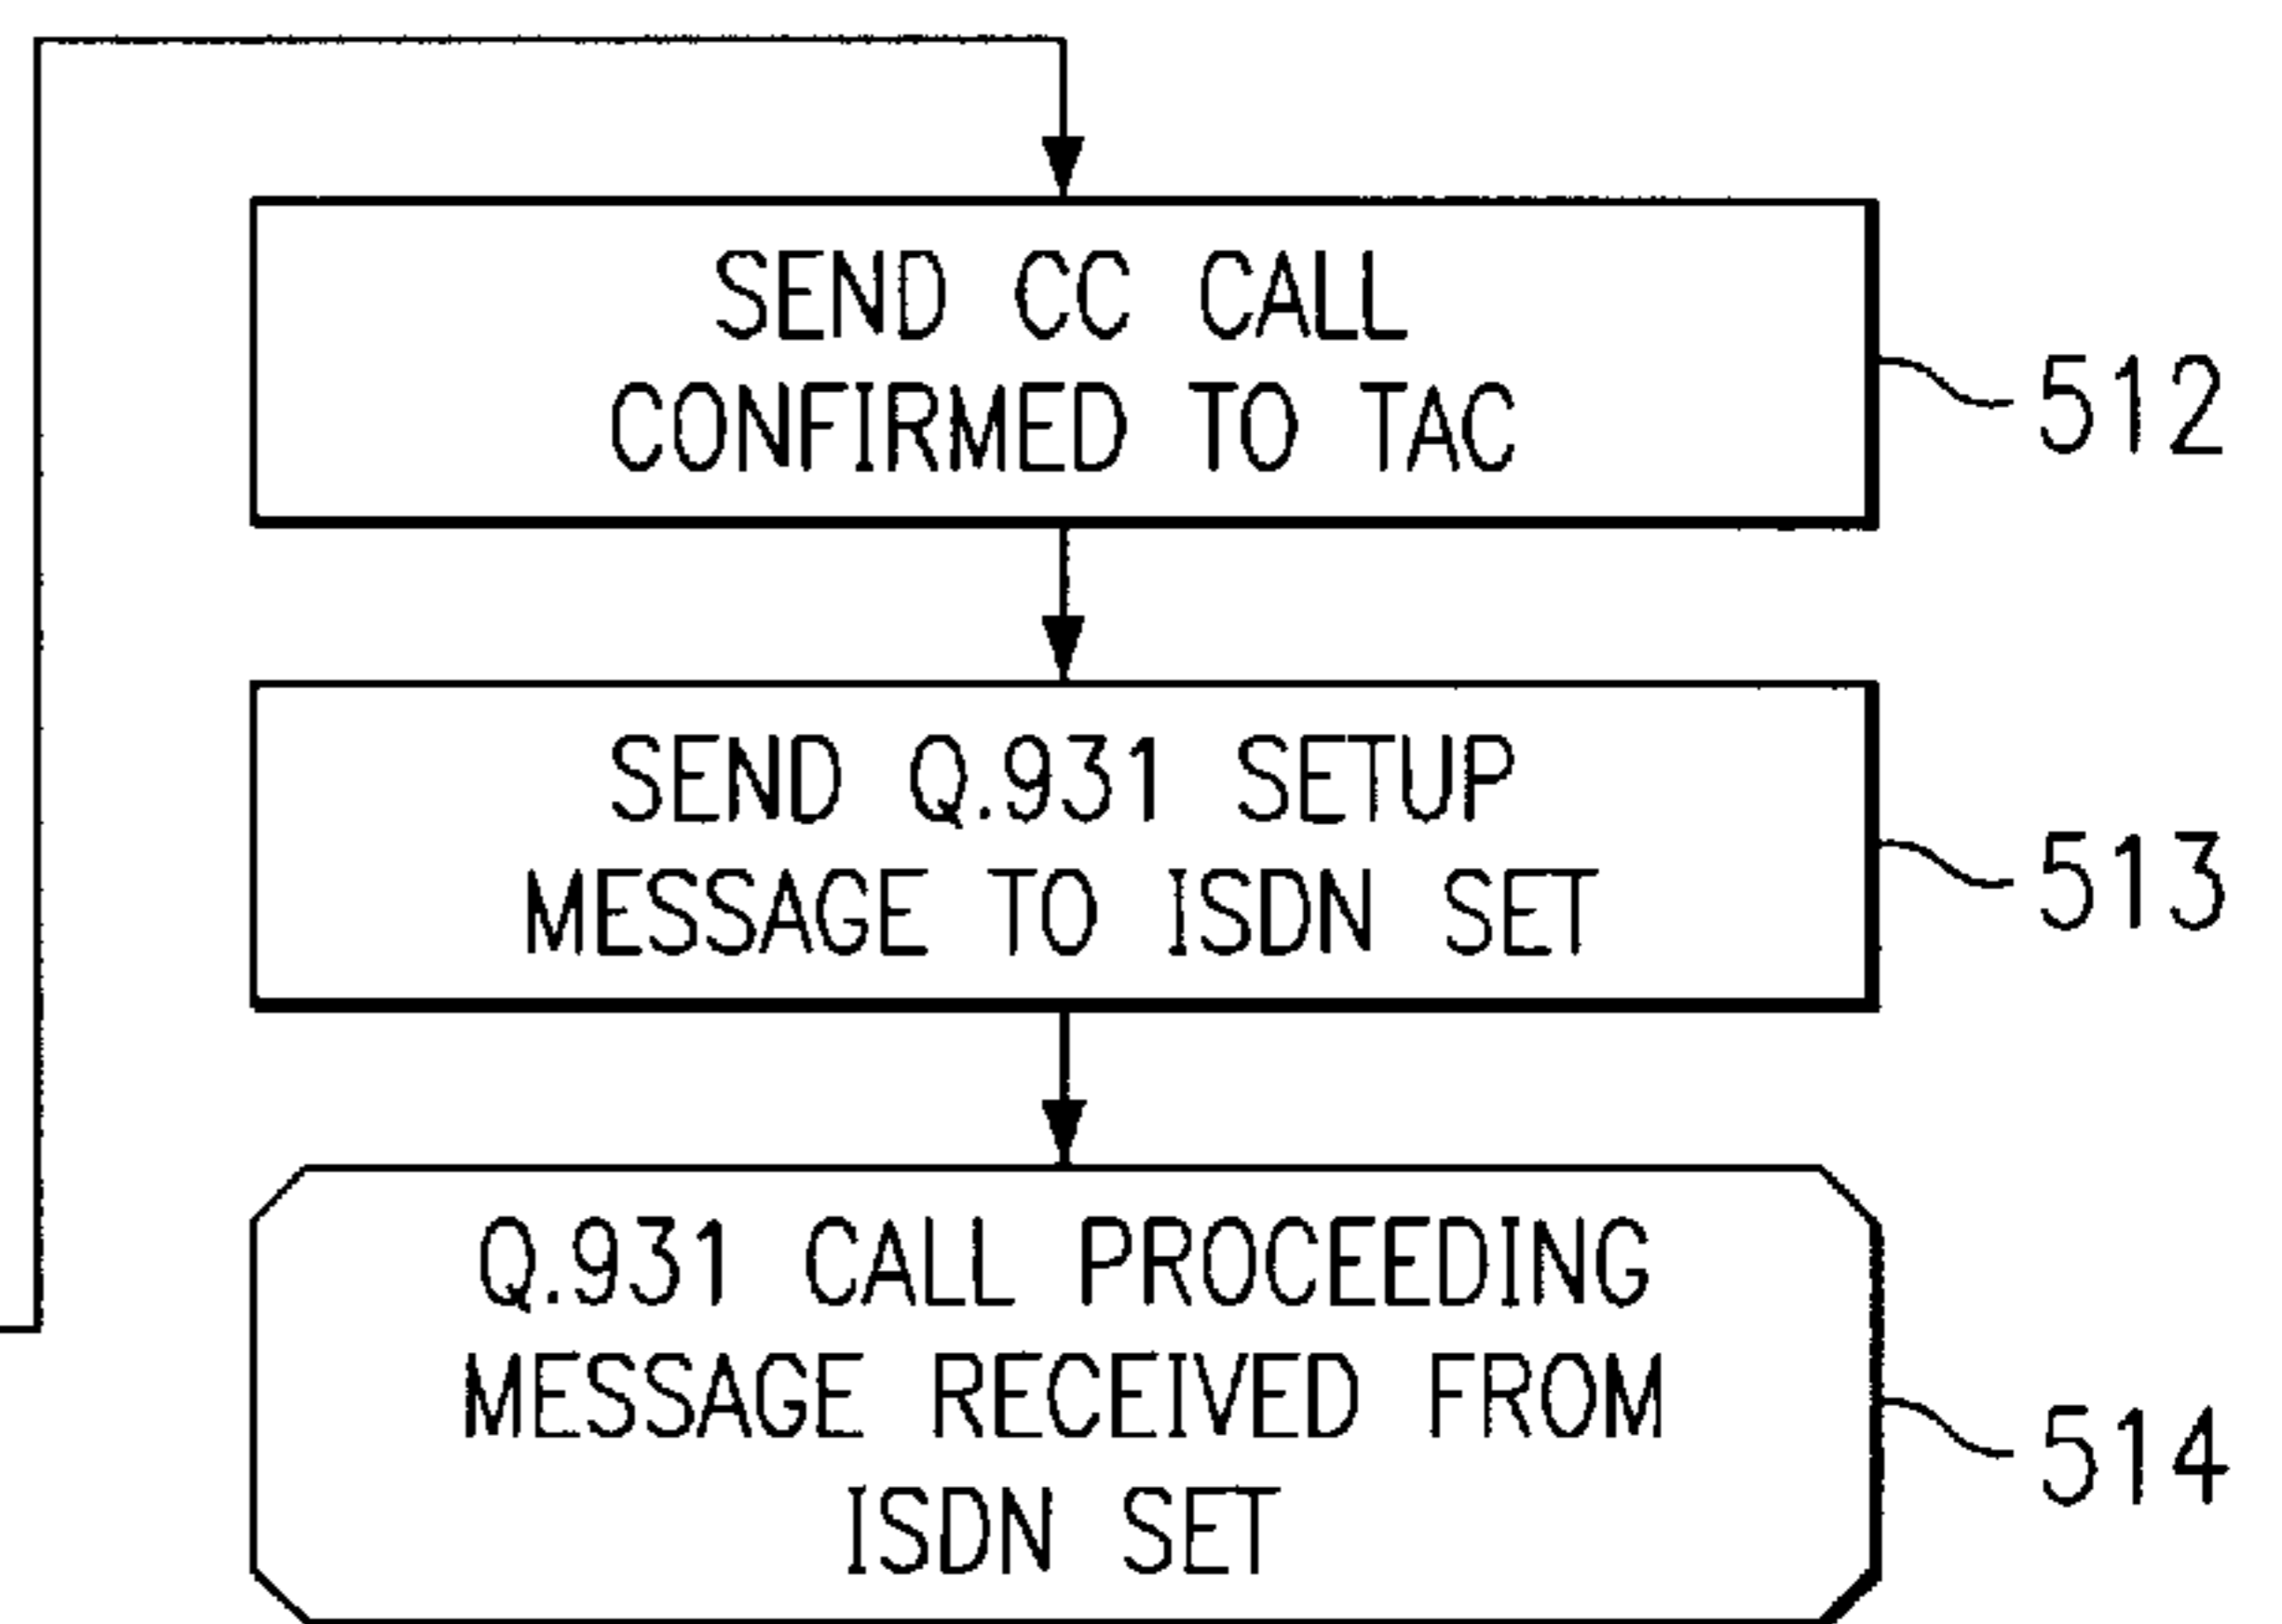 SEND CC CALL
CONFIRMED TO TAC
512
SEND Q.931 SETUP
MESSAGE TO ISDN SET
513
Q.931 CALL PROCEEDING
MESSAGE RECEIVED FROM
ISDN SET
514